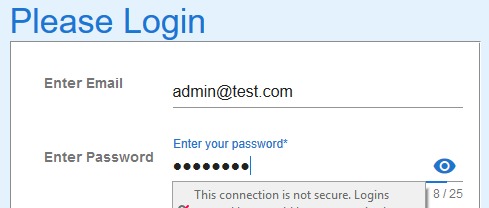 Please Login
Enter Email
admin@test.com
Enter your password*
Enter Password
••••••••
8 / 25
This connection is not secure. Logins